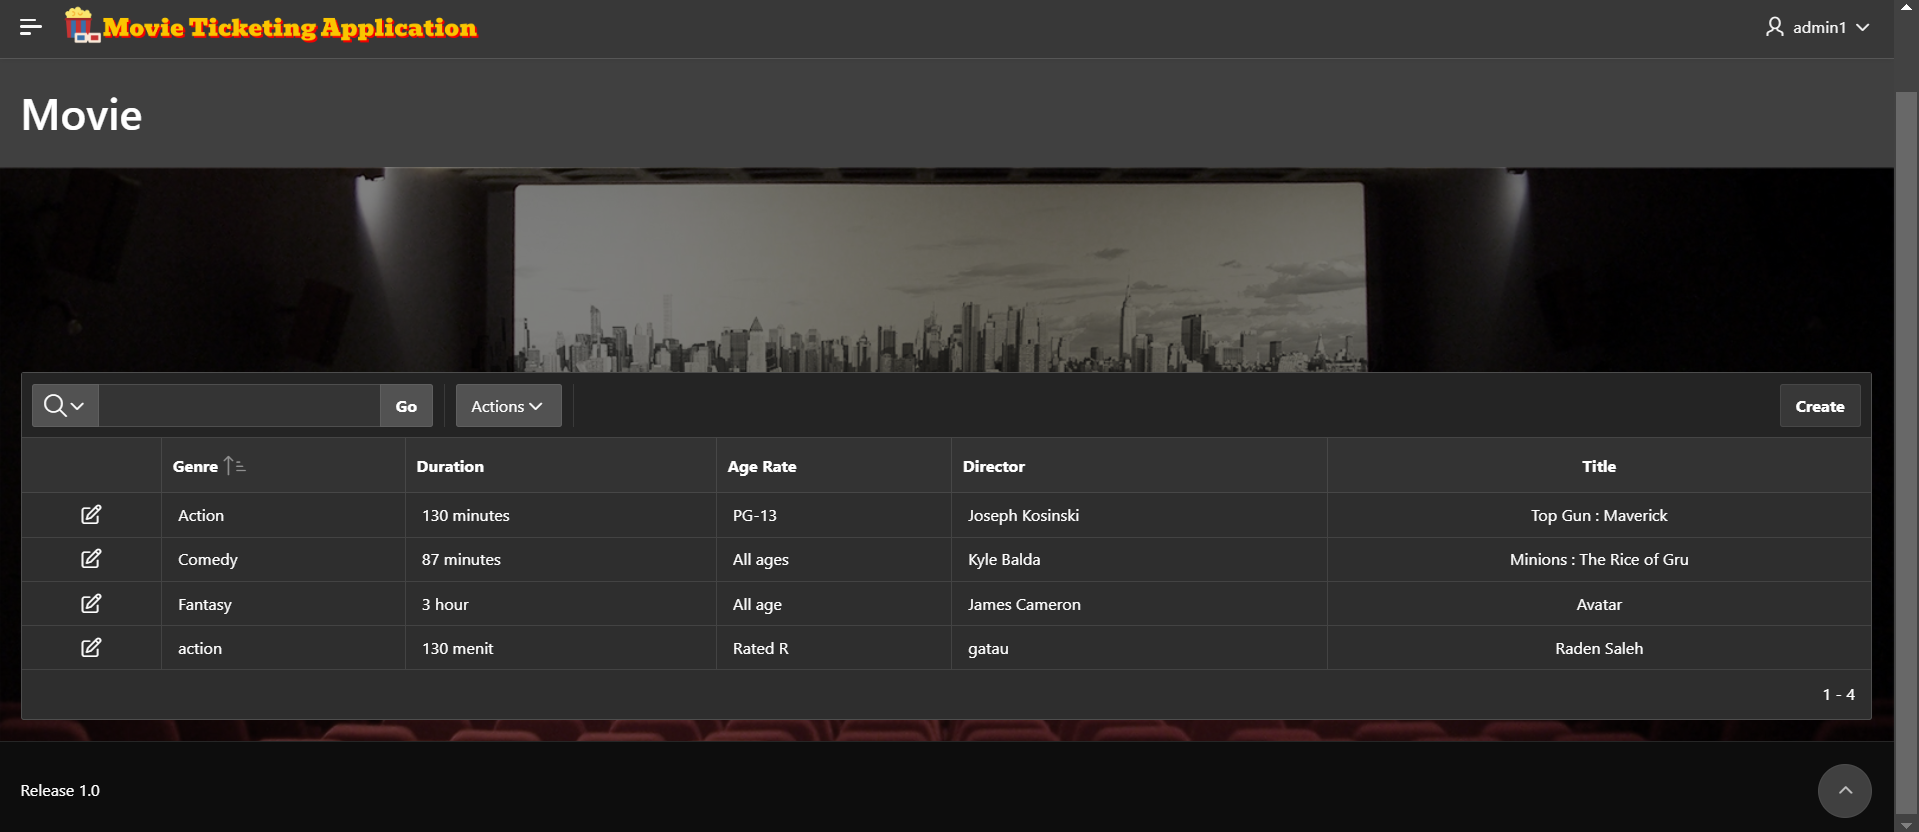 Movie Ticketing Application
admin1
Movie
Go
Actions
Create
Genre Duration Age Rate Director Title
Action 130 minutes PG-13 Joseph Kosinski Top Gun : Maverick
Comedy 87 minutes All ages Kyle Balda Minions : The Rice of Gru
Fantasy 3 hour All age James Cameron Avatar
action 130 menit Rated R gatau Raden Saleh
1 - 4
Release 1.0